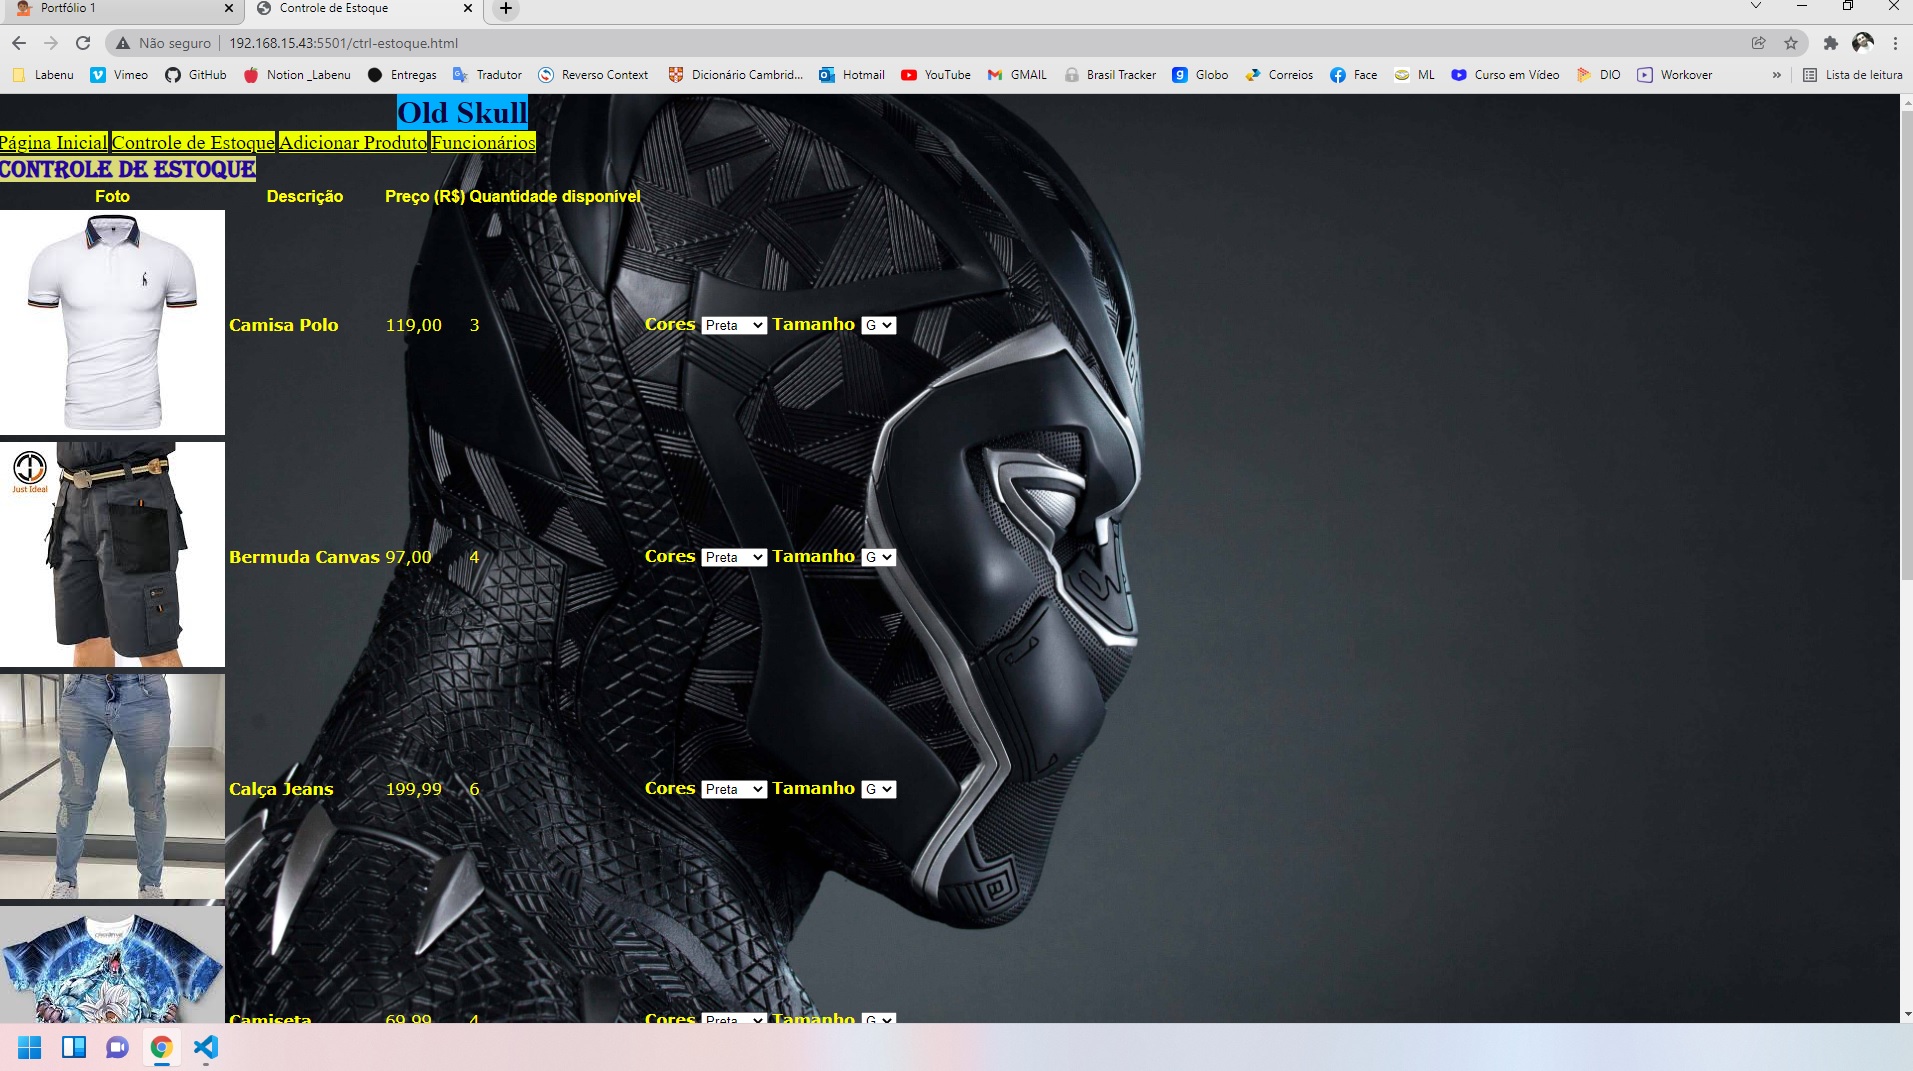 Portfólio 1
Controle de Estoque
Não seguro 192.168.15.43:5501/ctrl-estoque.html
Labenu Vimeo GitHub Notion _Labenu Entregas Tradutor Reverso Context Dicionário Cambrid... Hotmail YouTube GMAIL Brasil Tracker Globo Correios Face ML Curso em Vídeo DIO Workover » Lista de leitura
Old Skull
Página Inicial Controle de Estoque Adicionar Produto Funcionários
CONTROLE DE ESTOQUE
Foto Descrição Preço (R$) Quantidade disponível
Camisa Polo 119,00 3 Cores Preta Tamanho G
Just Ideal
Bermuda Canvas 97,00 4 Cores Preta Tamanho G
Calça Jeans 199,99 6 Cores Preta Tamanho G
Camiseta 69,99 4 Cores Preta Tamanho G